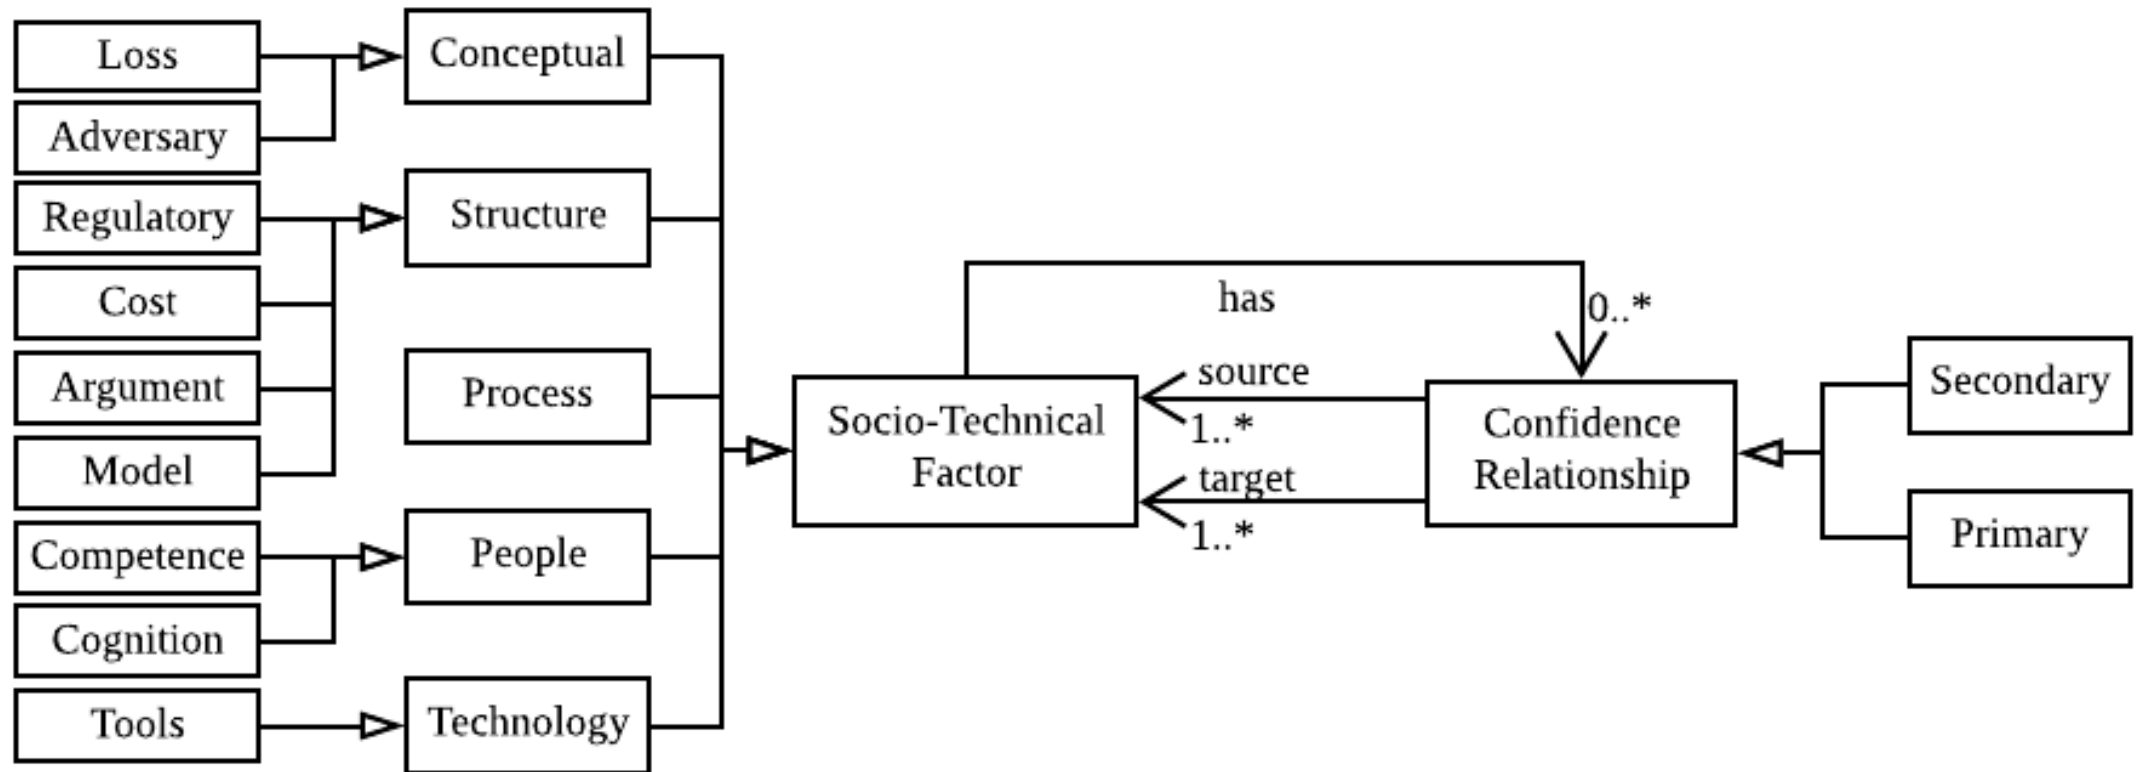 Loss
Adversary
Regulatory
Cost
Argument
Model
Competence
Cognition
Tools
Conceptual
Structure
Process
People
Technology
Socio-Technical
Factor
has
0..*
source
1..*
target
1..*
Confidence
Relationship
Secondary
Primary